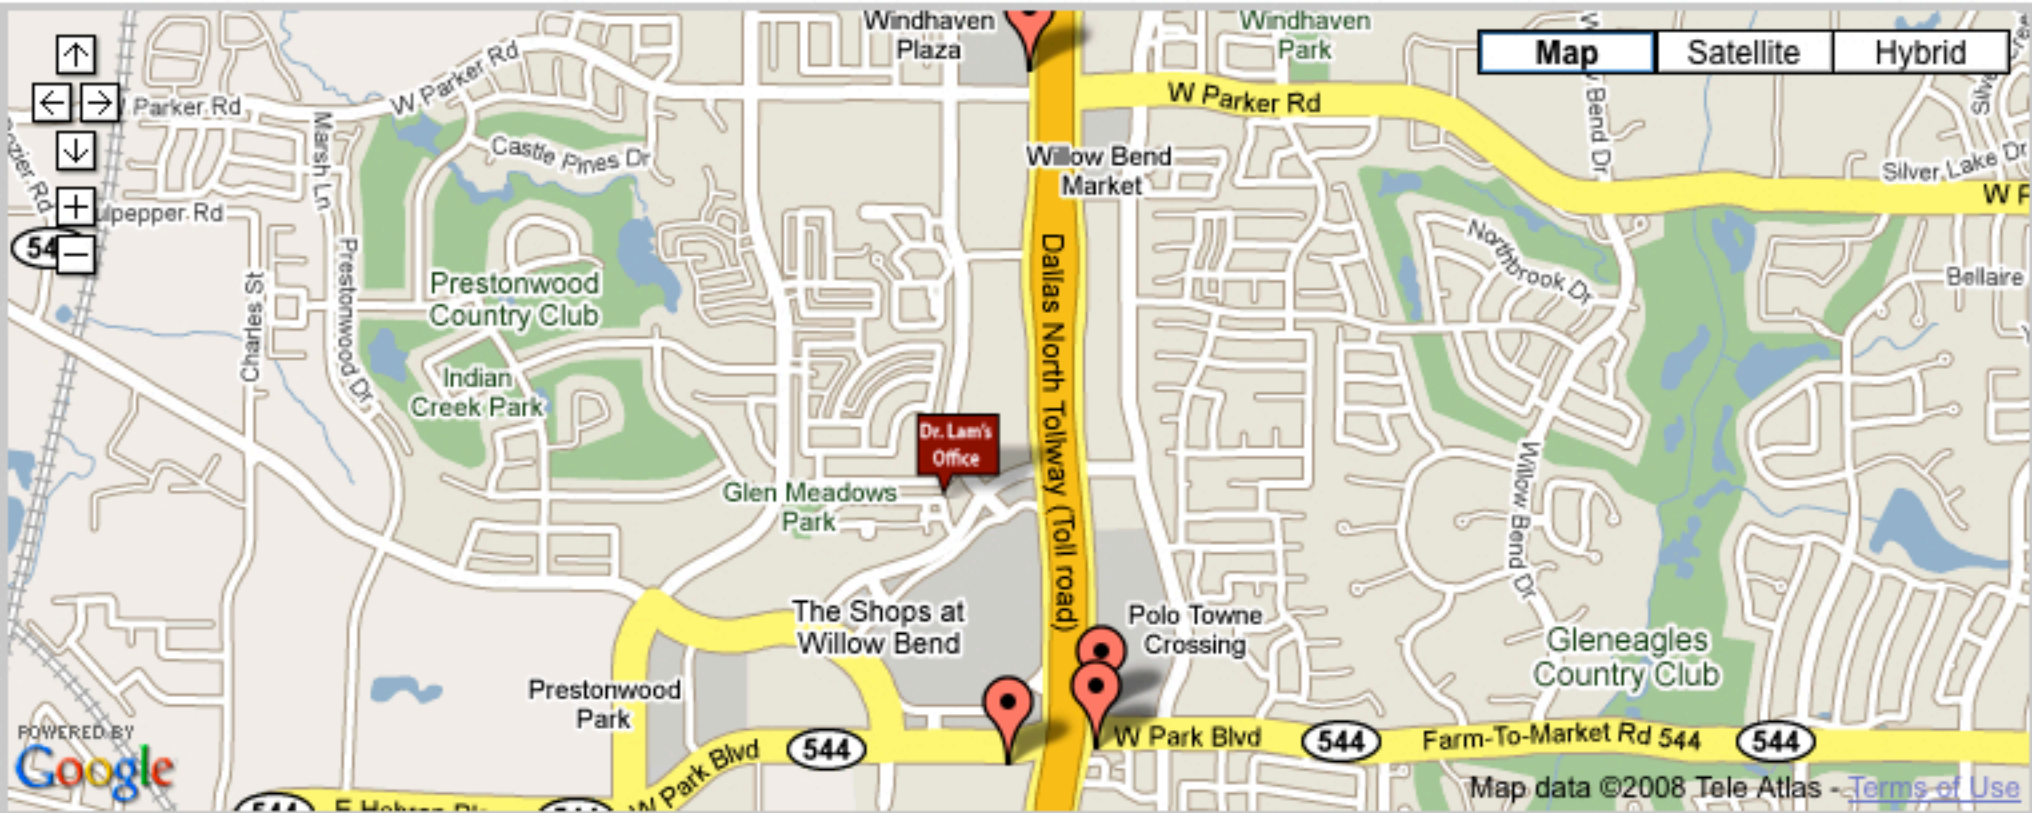 Windhaven
Plaza
Windhaven
Park
Map
Satellite
Hybrid
W Parker Rd
Parker Rd
W Parker Rd
Marsh Ln
Castle Pines Dr
Willow Bend
Market
Bend Dr
Silver Lake Dr
W P
ozier Rd
ulpepper Rd
54
Prestonwood Dr
Charles St
Dallas North Tollway (Toll road)
Northbrook Dr
Bellaire
Prestonwood
Country Club
Indian
Creek Park
Dr. Lam's
Office
Glen Meadows
Park
Willow Bend Dr
The Shops at
Willow Bend
Polo Towne
Crossing
Gleneagles
Country Club
Prestonwood
Park
POWERED BY
Google
W Park Blvd
544
W Park Blvd
544
Farm-To-Market Rd 544
544
Map data ©2008 Tele Atlas - Terms of Use